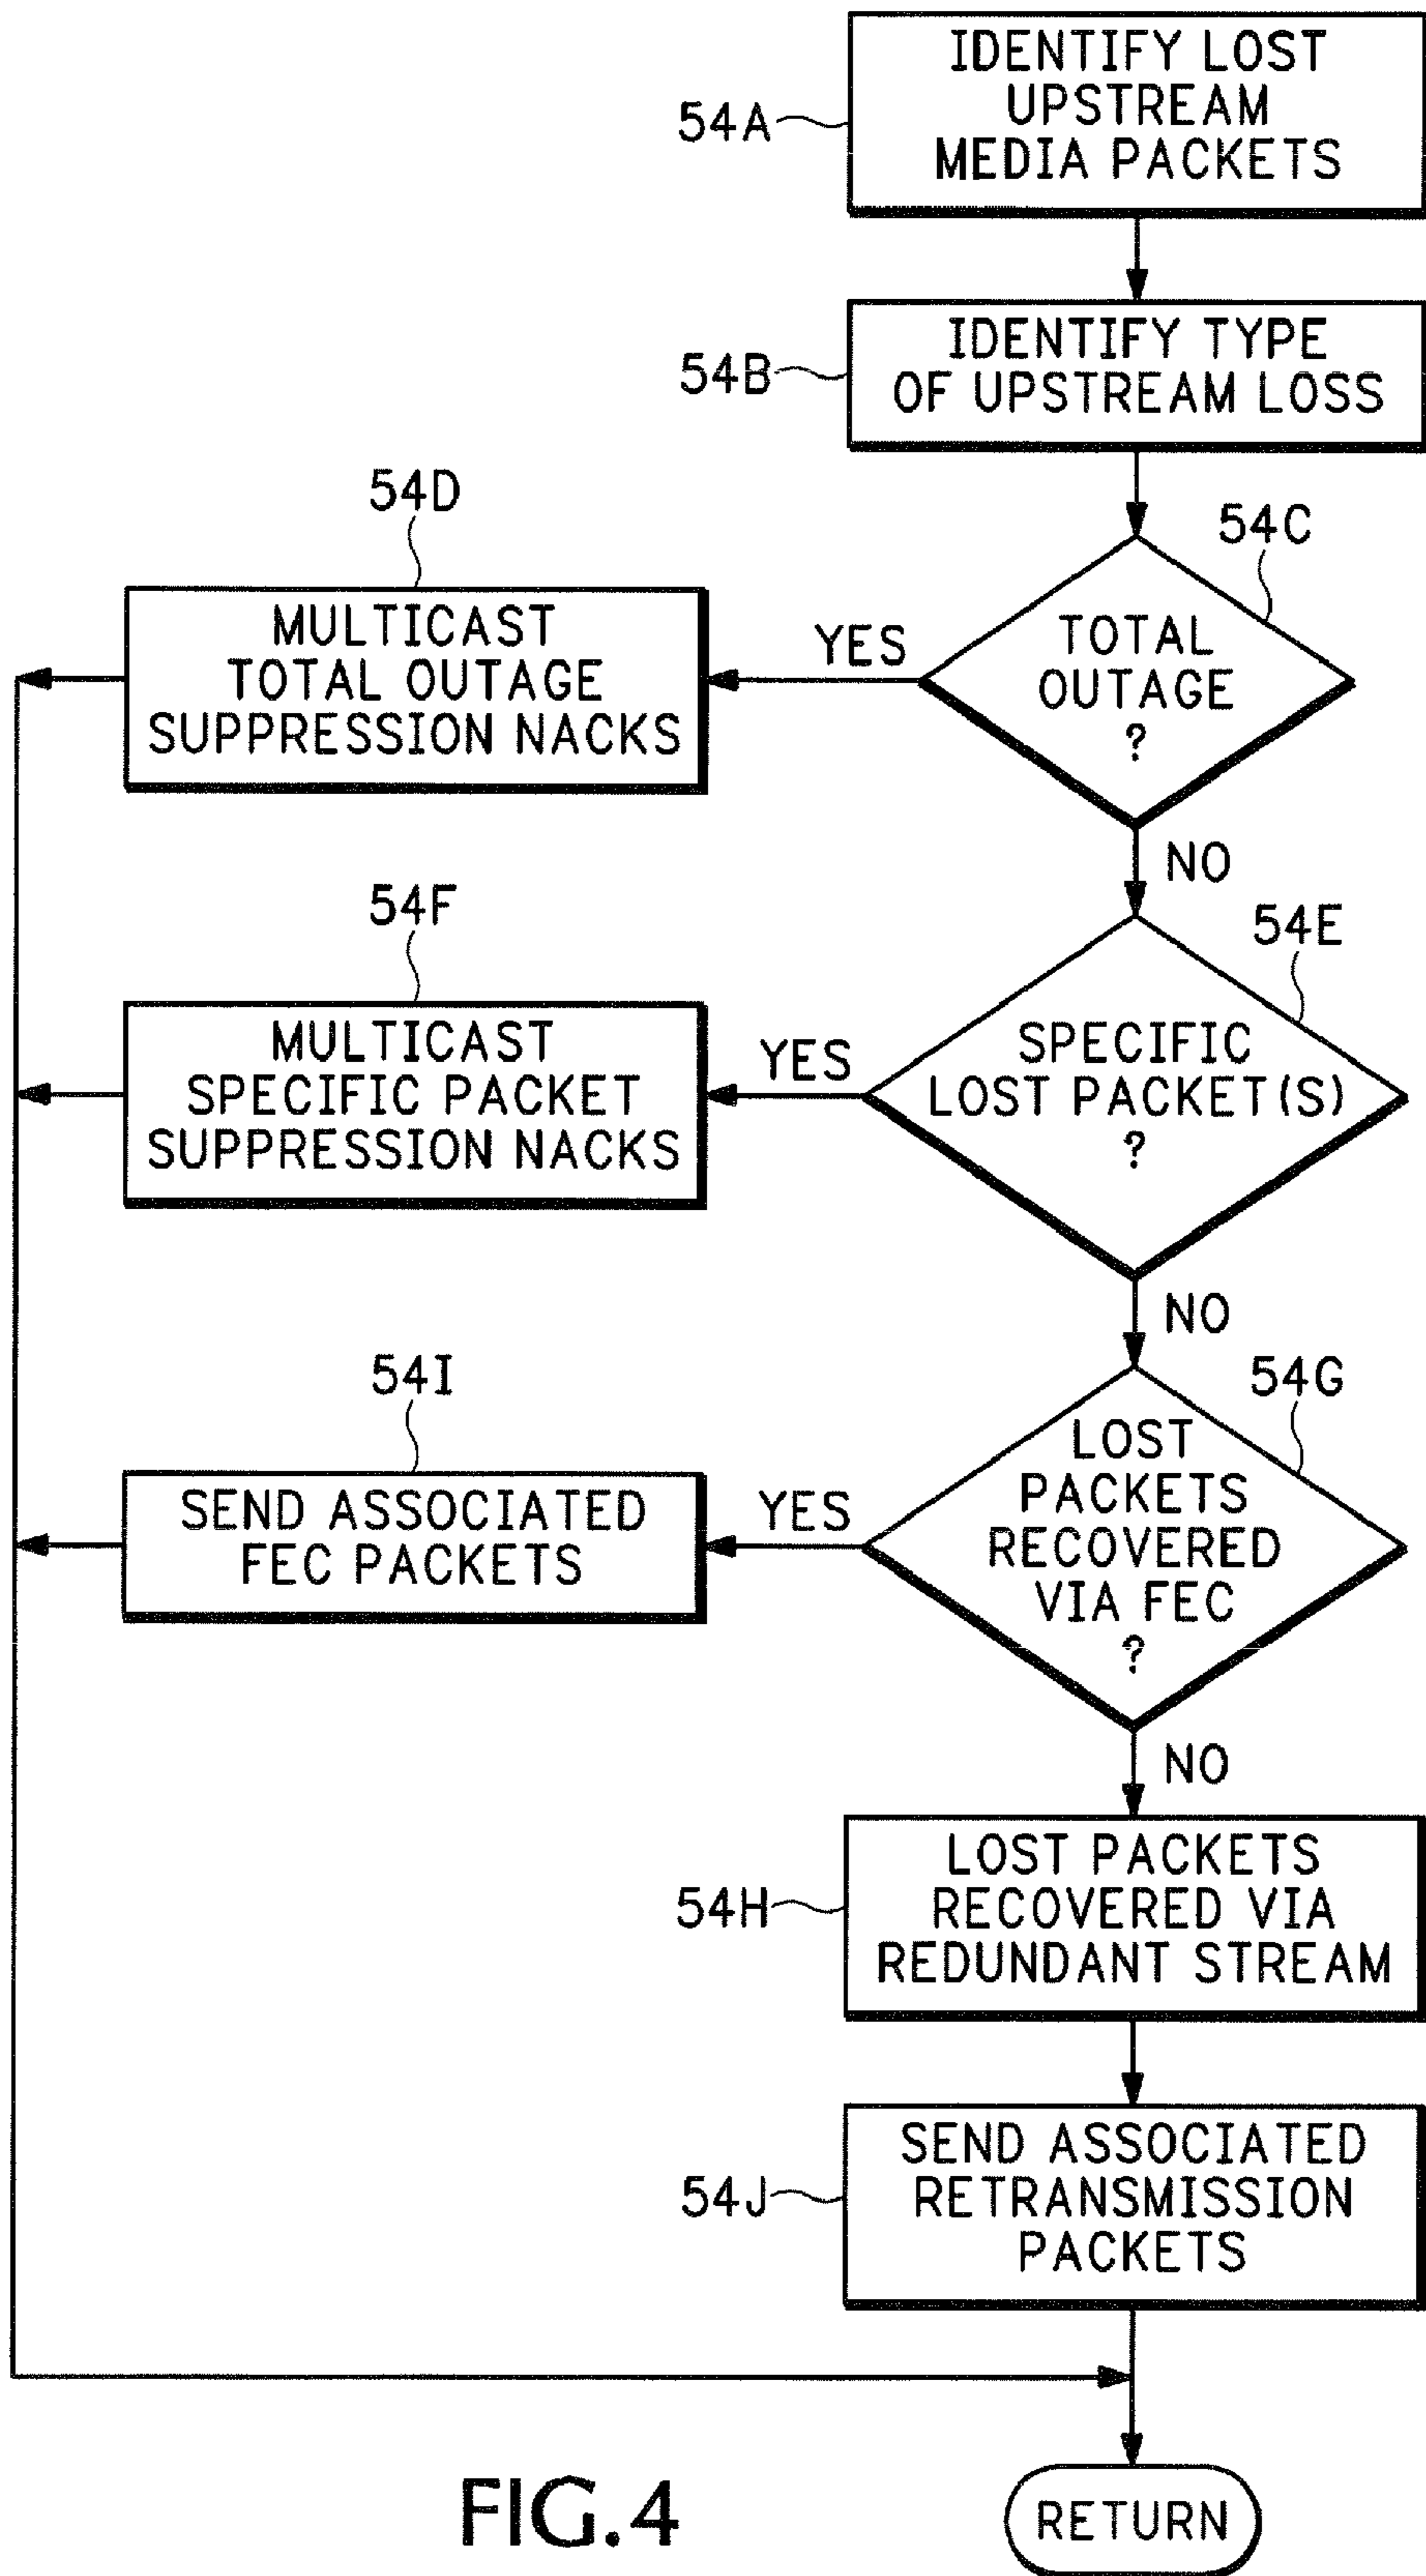 IDENTIFY LOST
UPSTREAM
MEDIA PACKETS
54A
IDENTIFY TYPE
OF UPSTREAM LOSS
54B
54C
TOTAL
OUTAGE
?
YES
NO
54D
MULTICAST
TOTAL OUTAGE
SUPPRESSION NACKS
54E
SPECIFIC
LOST PACKET(S)
?
YES
NO
54F
MULTICAST
SPECIFIC PACKET
SUPPRESSION NACKS
54G
LOST
PACKETS
RECOVERED
VIA FEC
?
YES
NO
54I
SEND ASSOCIATED
FEC PACKETS
54H
LOST PACKETS
RECOVERED VIA
REDUNDANT STREAM
54J
SEND ASSOCIATED
RETRANSMISSION
PACKETS
RETURN
FIG.4